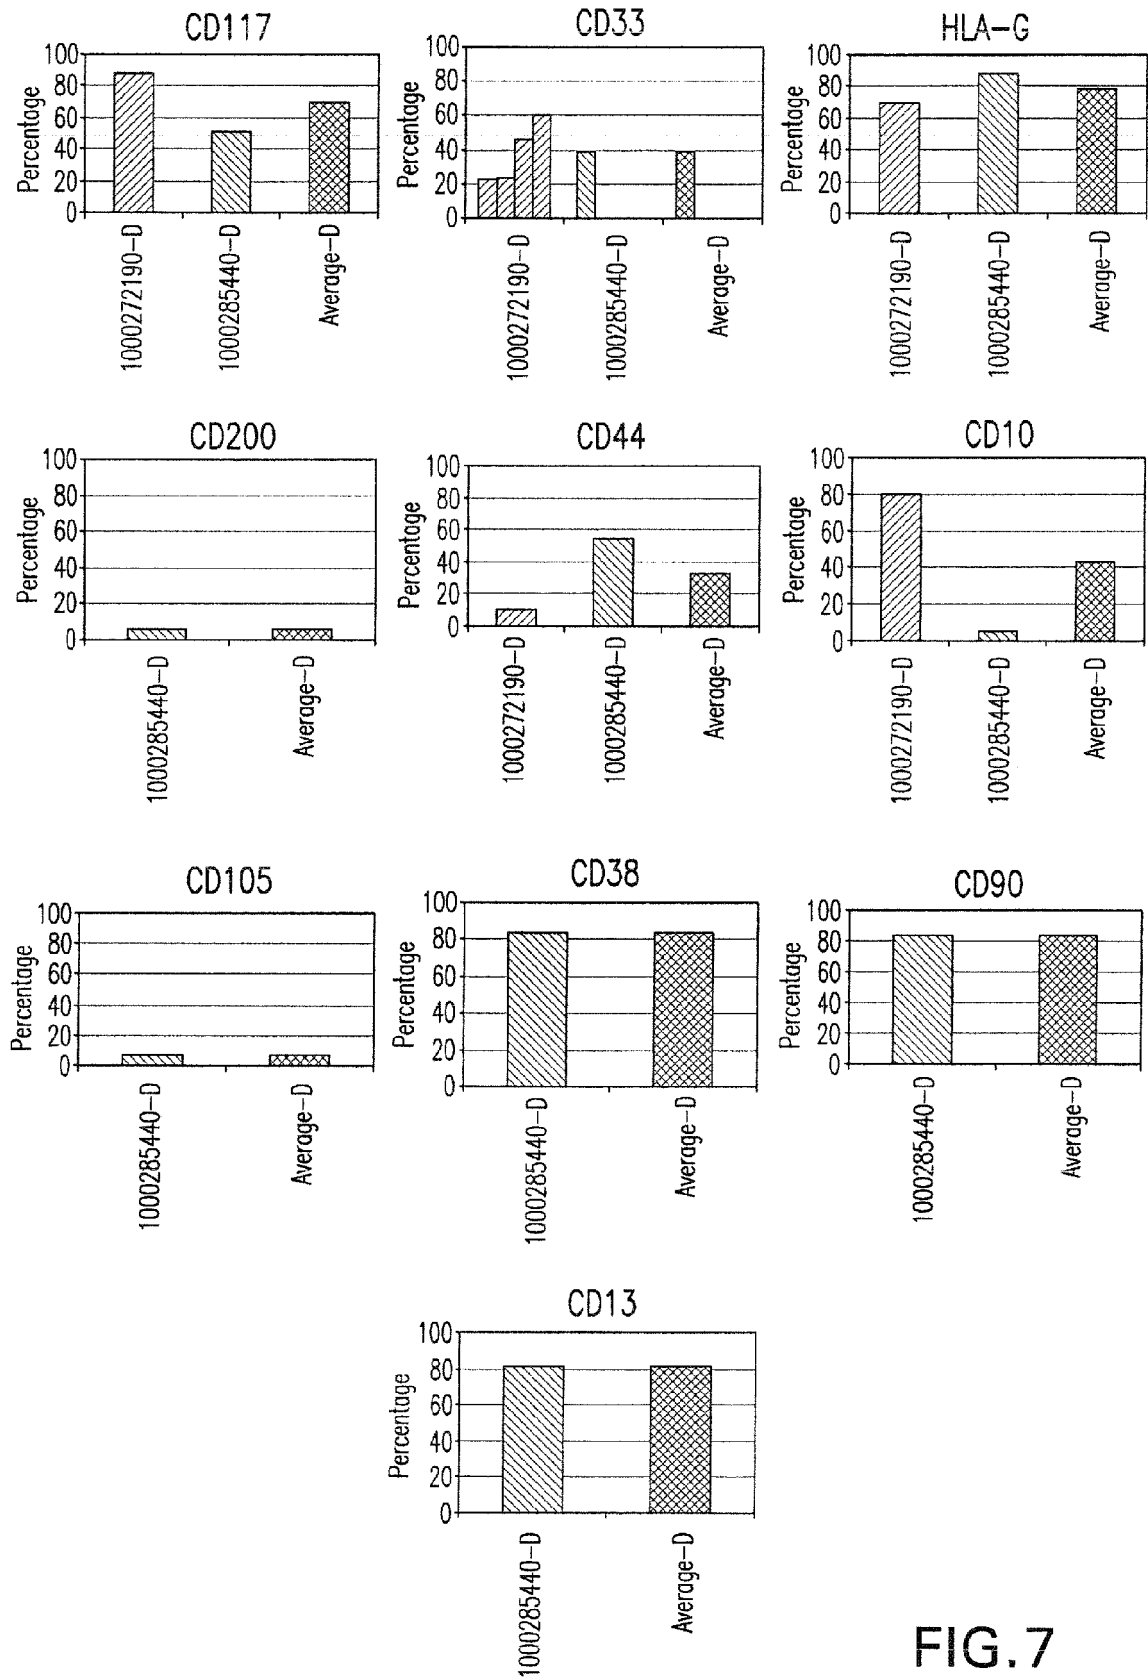 CD117
Percentage
100
80
60
40
20
0
1000272190-D
1000285440-D
Average-D
CD33
Percentage
100
80
60
40
20
0
1000272190-D
1000285440-D
Average-D
HLA-G
Percentage
100
80
60
40
20
0
1000272190-D
1000285440-D
Average-D
CD200
Percentage
100
80
60
40
20
0
1000285440-D
Average-D
CD44
Percentage
100
80
60
40
20
0
1000272190-D
1000285440-D
Average-D
CD10
Percentage
100
80
60
40
20
0
1000272190-D
1000285440-D
Average-D
CD105
Percentage
100
80
60
40
20
0
1000285440-D
Average-D
CD38
Percentage
100
80
60
40
20
0
1000285440-D
Average-D
CD90
Percentage
100
80
60
40
20
0
1000285440-D
Average-D
CD13
Percentage
100
80
60
40
20
0
1000285440-D
Average-D
FIG.7